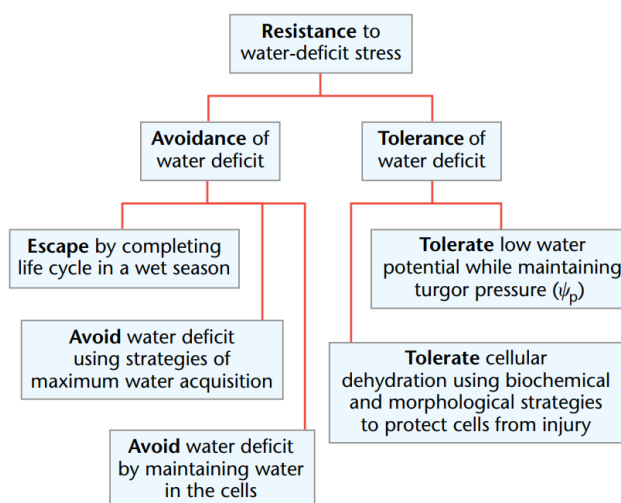 Resistance to
water-deficit stress
Avoidance of
water deficit
Tolerance of
water deficit
Escape by completing
life cycle in a wet season
Tolerate low water
potential while maintaining
turgor pressure (ψp)
Avoid water deficit
using strategies of
maximum water acquisition
Tolerate cellular
dehydration using biochemical
and morphological strategies
to protect cells from injury
Avoid water deficit
by maintaining water
in the cells